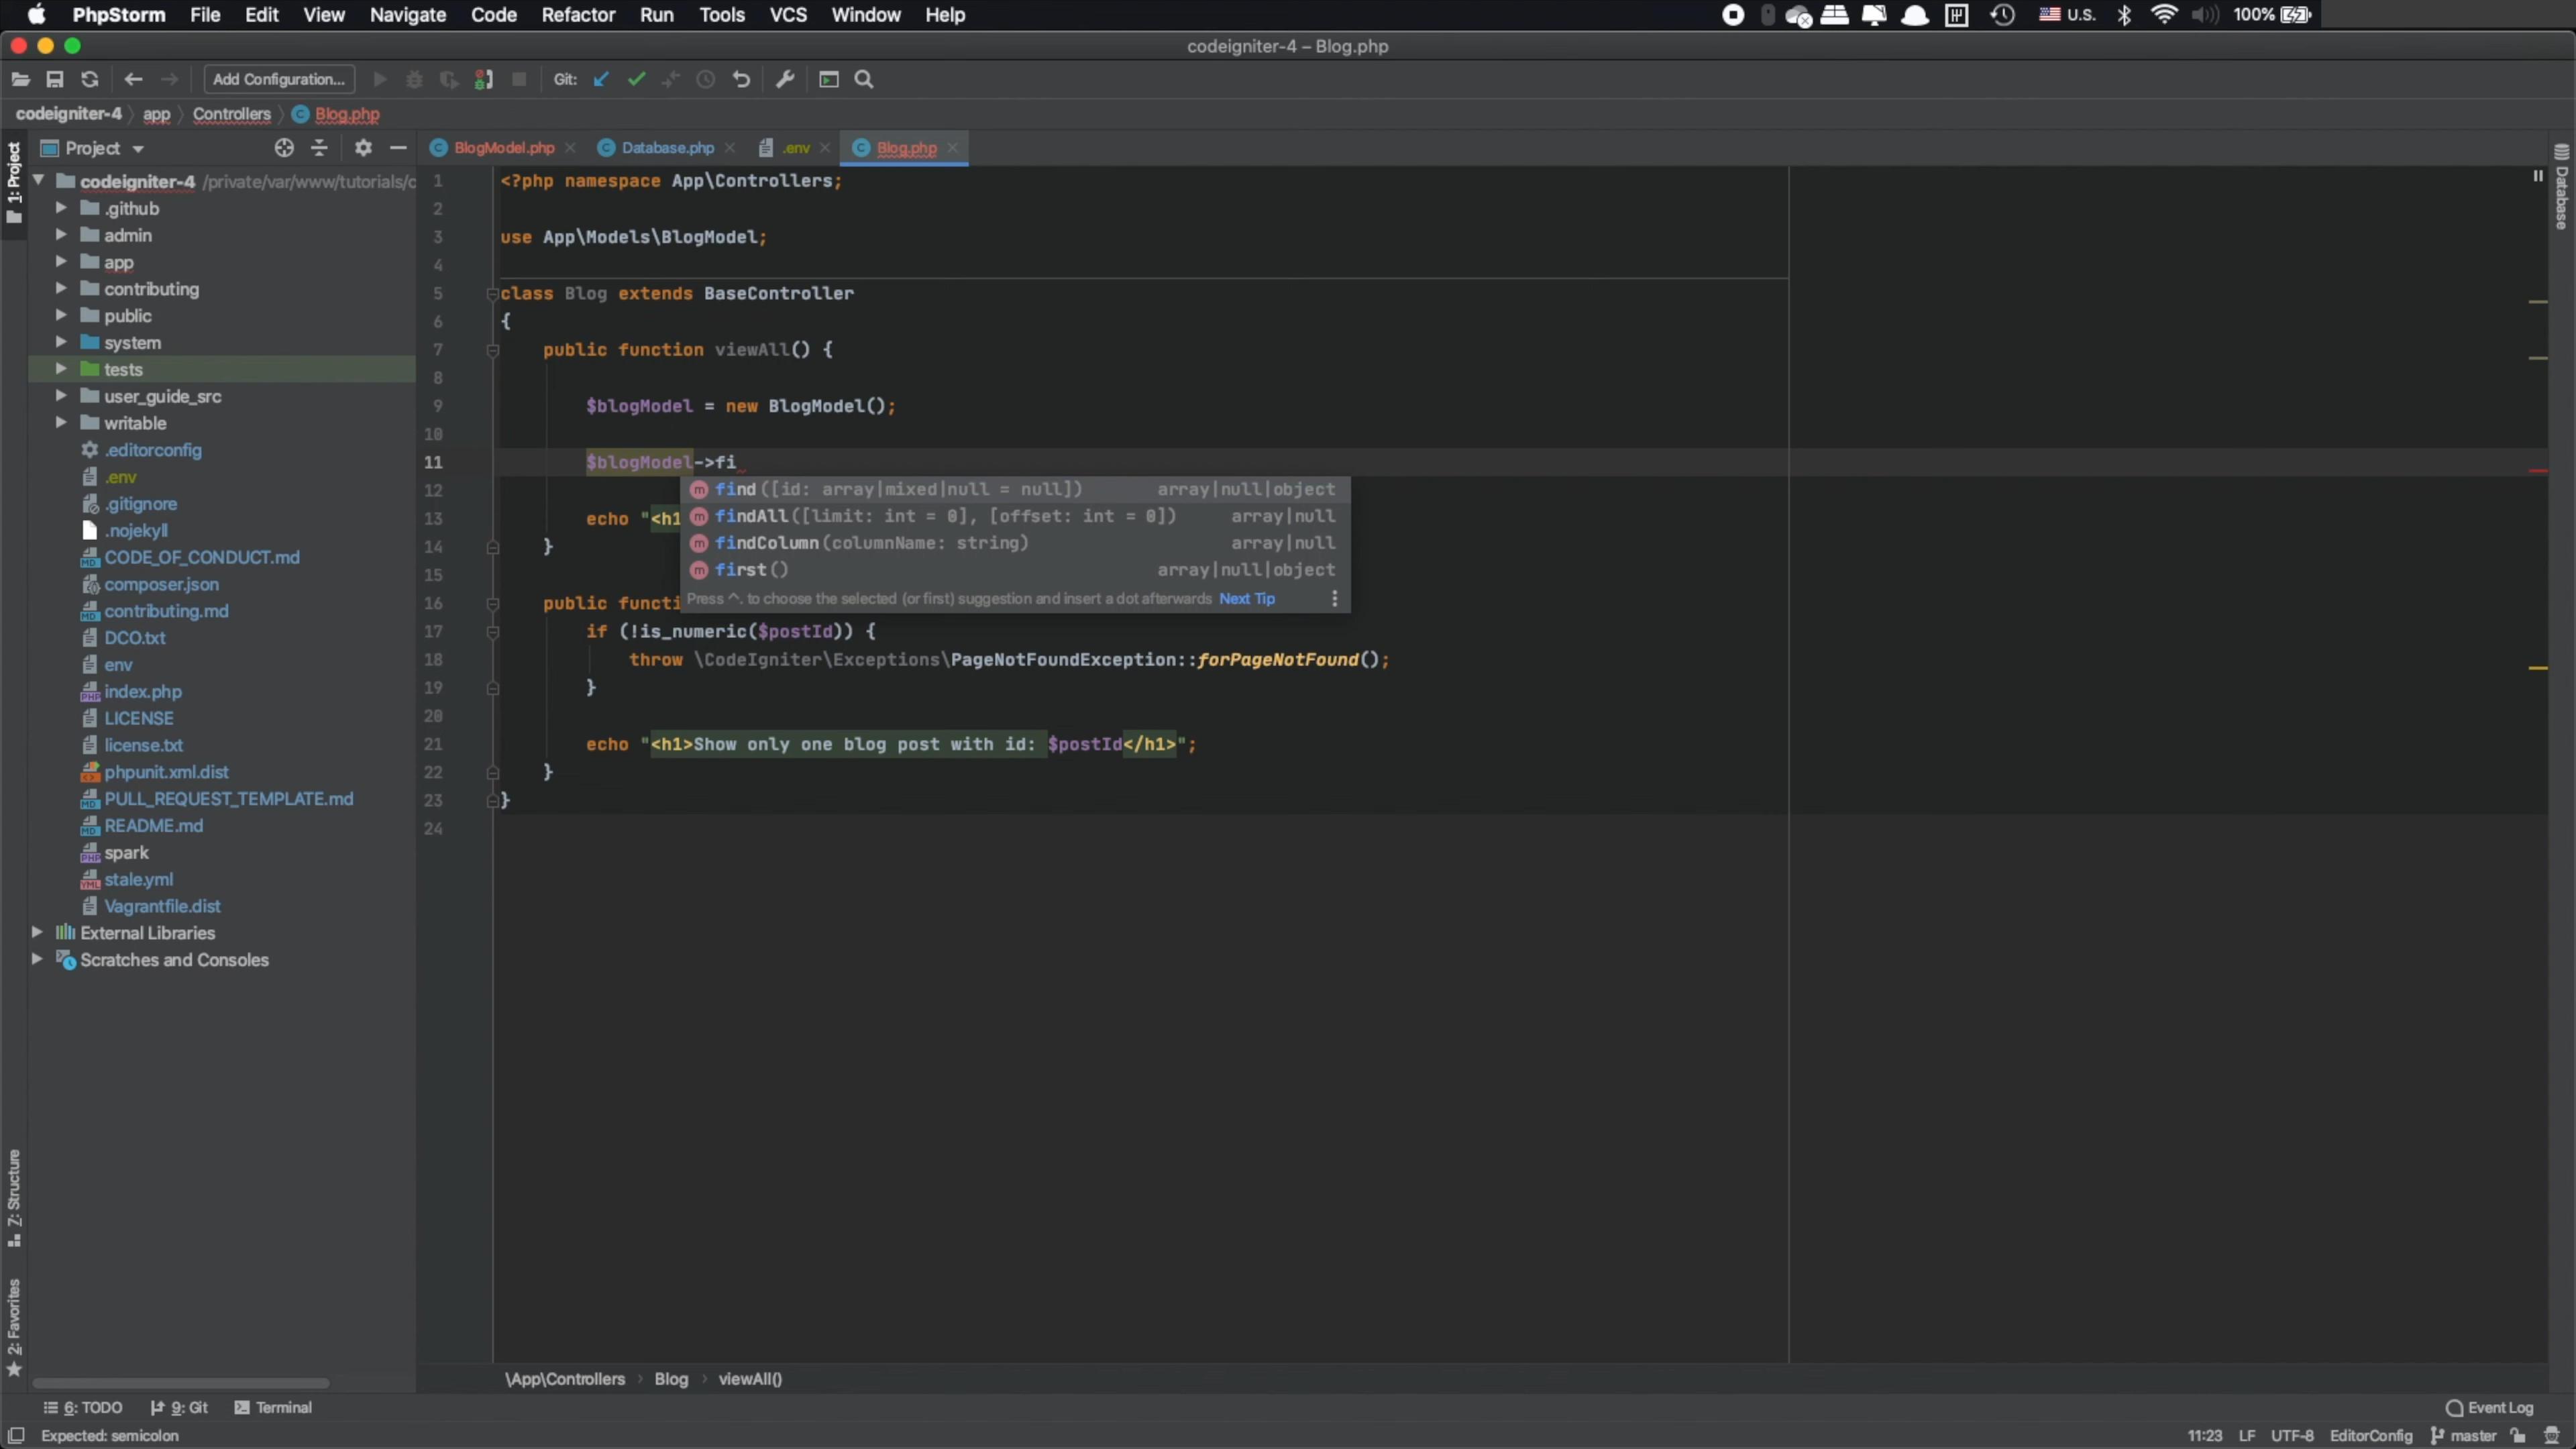 PhpStorm File Edit View Navigate Code Refactor Run Tools VCS Window Help U.S. 100%
codeigniter-4 – Blog.php
Add Configuration... Git:
codeigniter-4 app Controllers Blog.php
Project
BlogModel.php Database.php .env Blog.php
1: Project
Database
codeigniter-4 /private/var/www/tutorials/c
.github
admin
app
contributing
public
system
tests
user_guide_src
writable
.editorconfig
.env
.gitignore
.nojekyll
CODE_OF_CONDUCT.md
composer.json
contributing.md
DCO.txt
env
index.php
LICENSE
license.txt
phpunit.xml.dist
PULL_REQUEST_TEMPLATE.md
README.md
spark
stale.yml
Vagrantfile.dist
External Libraries
Scratches and Consoles
1 <?php namespace App\Controllers;
2
3 use App\Models\BlogModel;
4
5 class Blog extends BaseController
6 {
7 public function viewAll() {
8
9 $blogModel = new BlogModel();
10
11 $blogModel->fi
12
find([id: array|mixed|null = null]) array|null|object
13 echo "<h1
findAll([limit: int = 0], [offset: int = 0]) array|null
findColumn(columnName: string) array|null
14 }
first() array|null|object
15
Press ^. to choose the selected (or first) suggestion and insert a dot afterwards Next Tip
16 public functi
17 if (!is_numeric($postId)) {
18 throw \CodeIgniter\Exceptions\PageNotFoundException::forPageNotFound();
19 }
20
21 echo "<h1>Show only one blog post with id: $postId</h1>";
22 }
23 }
24
Z: Structure
2: Favorites
\App\Controllers Blog viewAll()
6: TODO 9: Git Terminal Event Log
Expected: semicolon 11:23 LF UTF-8 EditorConfig master